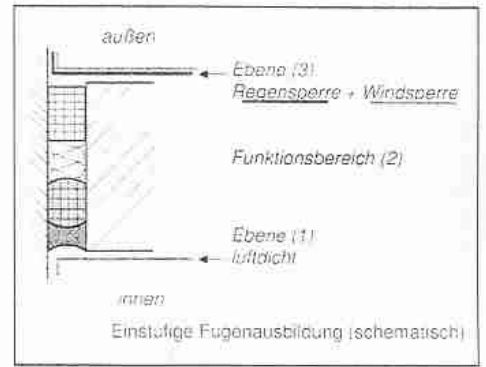 außen
Ebene (3)
Regensperre + Windsperre
Funktionsbereich (2)
Ebene (1)
luftdicht
innen
Einstufige Fugenausbildung (schematisch)